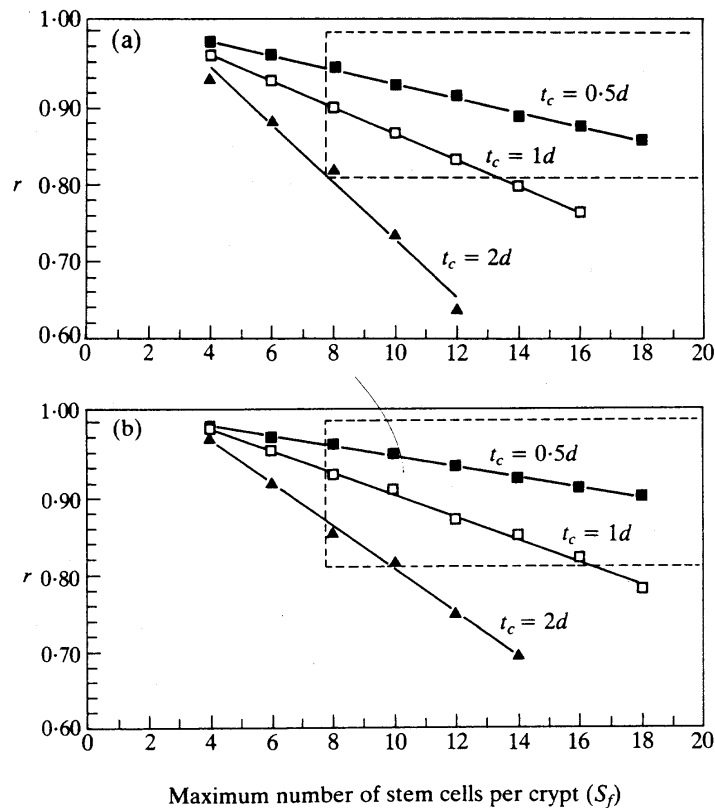 (a)
1·00
0·90
0·80
0·70
0·60
r
t_c = 0·5d
t_c = 1d
t_c = 2d
0 2 4 6 8 10 12 14 16 18 20
(b)
1·00
0·90
0·80
0·70
0·60
r
t_c = 0·5d
t_c = 1d
t_c = 2d
0 2 4 6 8 10 12 14 16 18 20
Maximum number of stem cells per crypt (S_f)